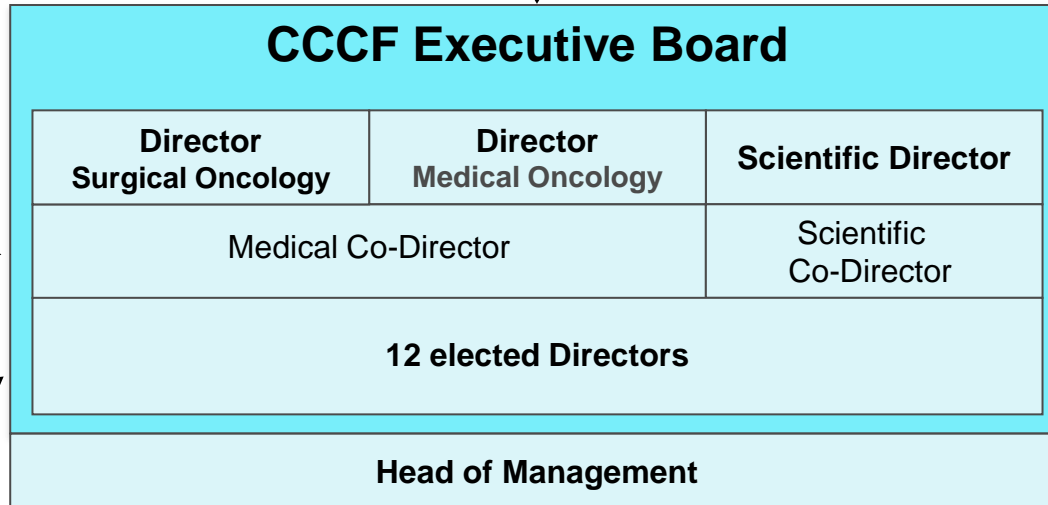 CCCF Executive Board
Director
Surgical Oncology
Director
Medical Oncology
Scientific Director
Medical Co-Director
Scientific
Co-Director
12 elected Directors
Head of Management